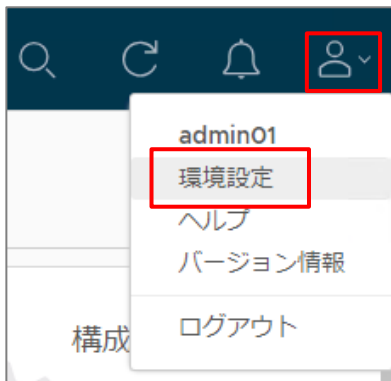 admin01
環境設定
ヘルプ
バージョン情報
ログアウト
構成